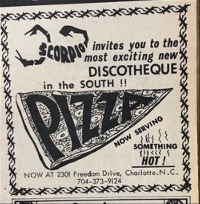 SCORPIO
invites you to the
most exciting new
DISCOTHEQUE
in the SOUTH !!
PIZZA
NOW SERVING
SOMETHING
HOT !
NOW AT 2301 Freedom Drive, Charlotte, N.C.
704-373-9124